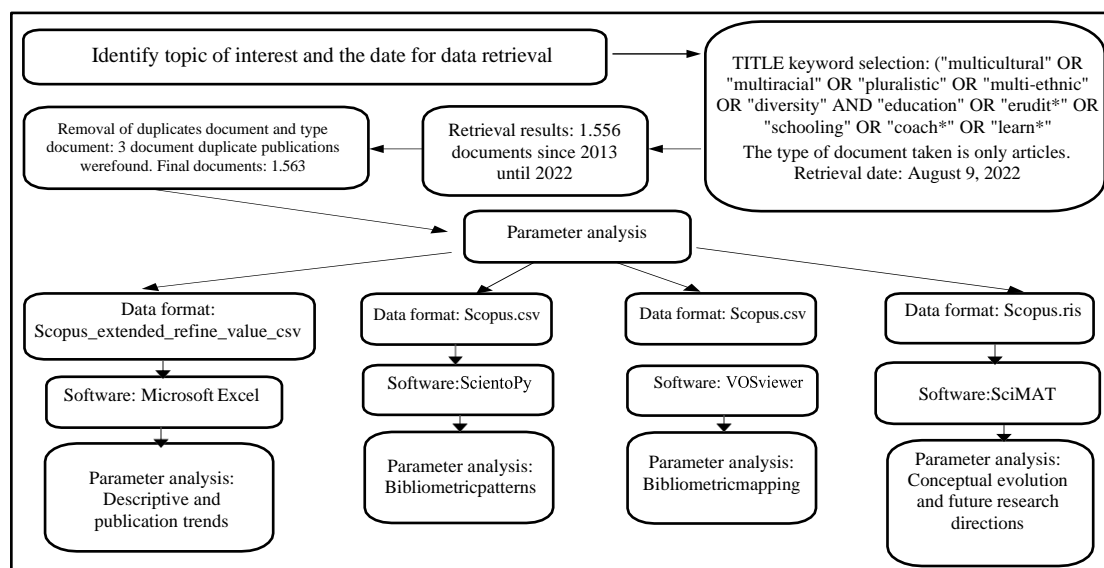 Identify topic of interest and the date for data retrieval
TITLE keyword selection: ("multicultural" OR
"multiracial" OR "pluralistic" OR "multi-ethnic"
OR "diversity" AND "education" OR "erudit*" OR
"schooling" OR "coach*" OR "learn*"
The type of document taken is only articles.
Retrieval date: August 9, 2022
Retrieval results: 1.556
documents since 2013
until 2022
Removal of duplicates document and type
document: 3 document duplicate publications
werefound. Final documents: 1.563
Parameter analysis
Data format:
Scopus_extended_refine_value_csv
Data format: Scopus.csv
Data format: Scopus.csv
Data format: Scopus.ris
Software: Microsoft Excel
Software:ScientoPy
Software: VOSviewer
Software:SciMAT
Parameter analysis:
Descriptive and
publication trends
Parameter analysis:
Bibliometricpatterns
Parameter analysis:
Bibliometricmapping
Parameter analysis:
Conceptual evolution
and future research
directions